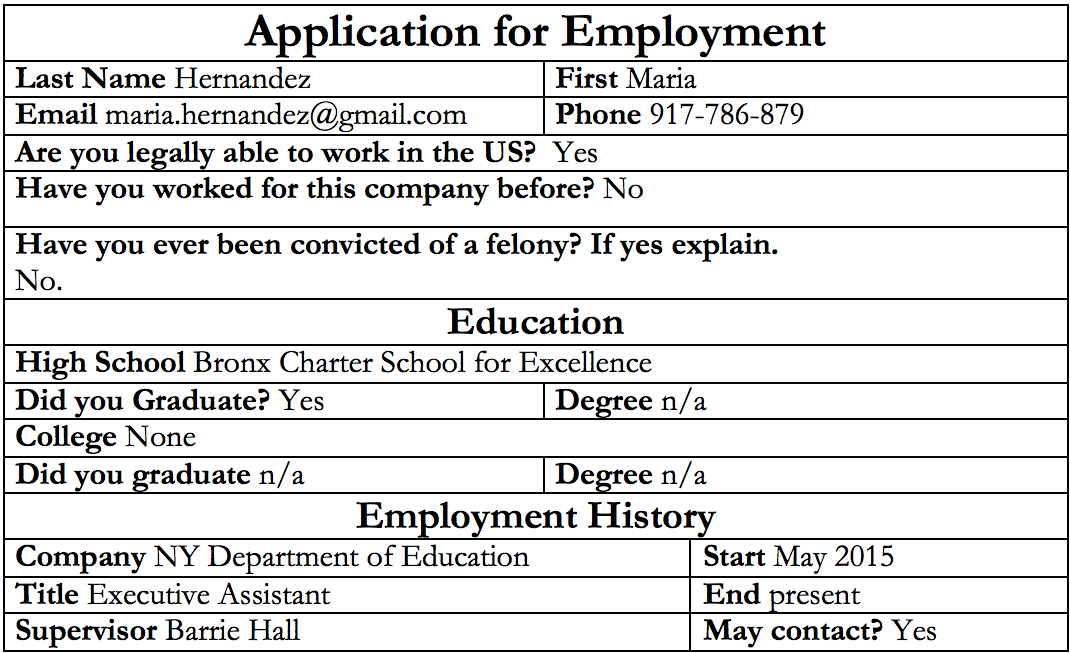 Application for Employment
Last Name Hernandez First Maria
Email maria.hernandez@gmail.com Phone 917-786-879
Are you legally able to work in the US? Yes
Have you worked for this company before? No
Have you ever been convicted of a felony? If yes explain.
No.
Education
High School Bronx Charter School for Excellence
Did you Graduate? Yes Degree n/a
College None
Did you graduate n/a Degree n/a
Employment History
Company NY Department of Education Start May 2015
Title Executive Assistant End present
Supervisor Barrie Hall May contact? Yes